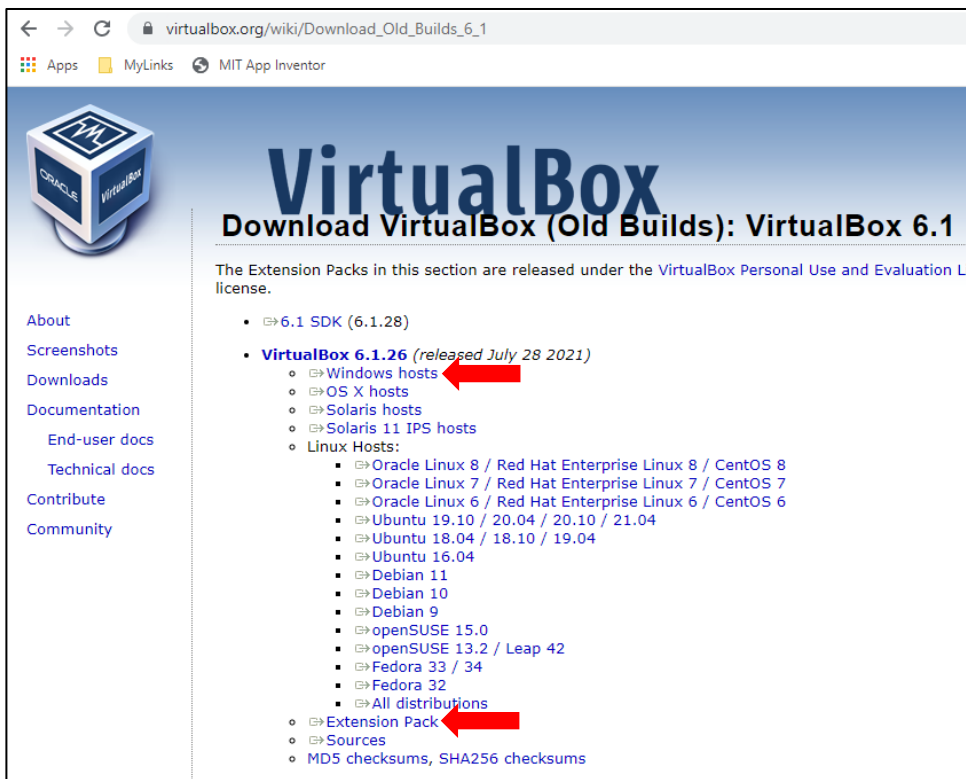 virtualbox.org/wiki/Download_Old_Builds_6_1
Apps MyLinks MIT App Inventor
ORACLE VirtualBox
VirtualBox
Download VirtualBox (Old Builds): VirtualBox 6.1
The Extension Packs in this section are released under the VirtualBox Personal Use and Evaluation L
license.
About
Screenshots
Downloads
Documentation
End-user docs
Technical docs
Contribute
Community
6.1 SDK (6.1.28)
VirtualBox 6.1.26 (released July 28 2021)
Windows hosts
OS X hosts
Solaris hosts
Solaris 11 IPS hosts
Linux Hosts:
Oracle Linux 8 / Red Hat Enterprise Linux 8 / CentOS 8
Oracle Linux 7 / Red Hat Enterprise Linux 7 / CentOS 7
Oracle Linux 6 / Red Hat Enterprise Linux 6 / CentOS 6
Ubuntu 19.10 / 20.04 / 20.10 / 21.04
Ubuntu 18.04 / 18.10 / 19.04
Ubuntu 16.04
Debian 11
Debian 10
Debian 9
openSUSE 15.0
openSUSE 13.2 / Leap 42
Fedora 33 / 34
Fedora 32
All distributions
Extension Pack
Sources
MD5 checksums, SHA256 checksums